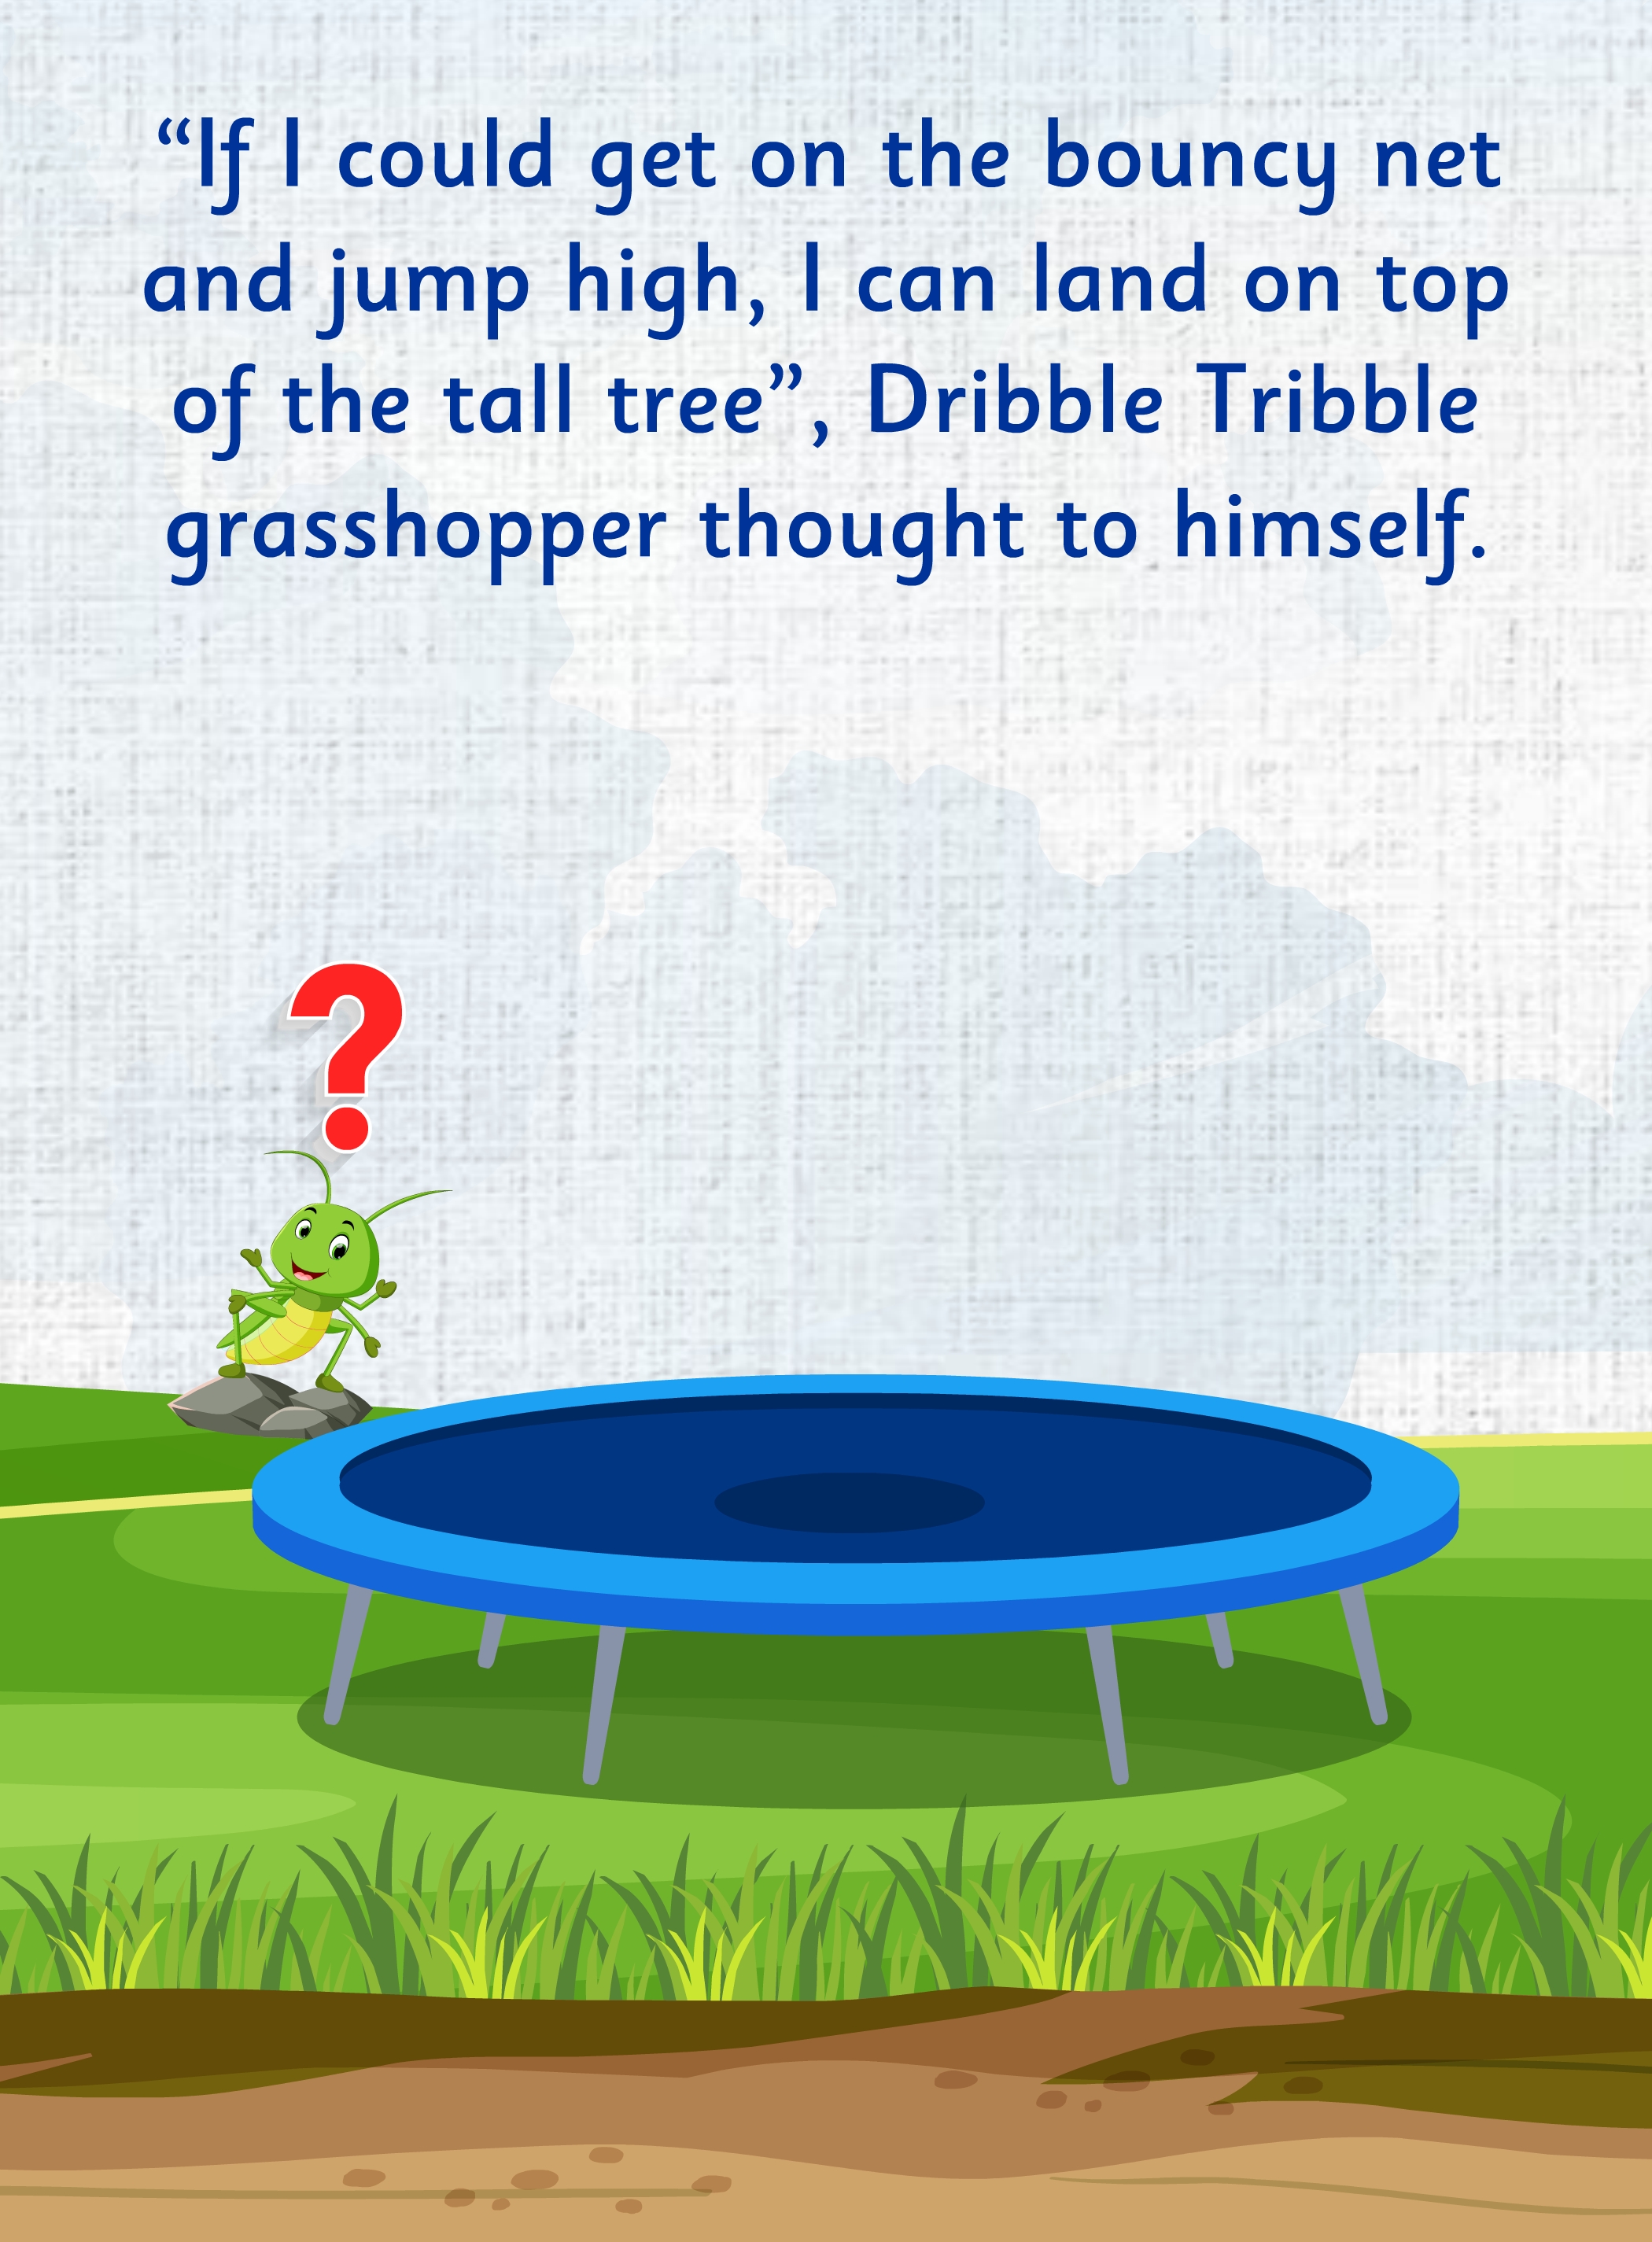 “If I could get on the bouncy net
and jump high, I can land on top
of the tall tree”, Dribble Tribble
grasshopper thought to himself.
?